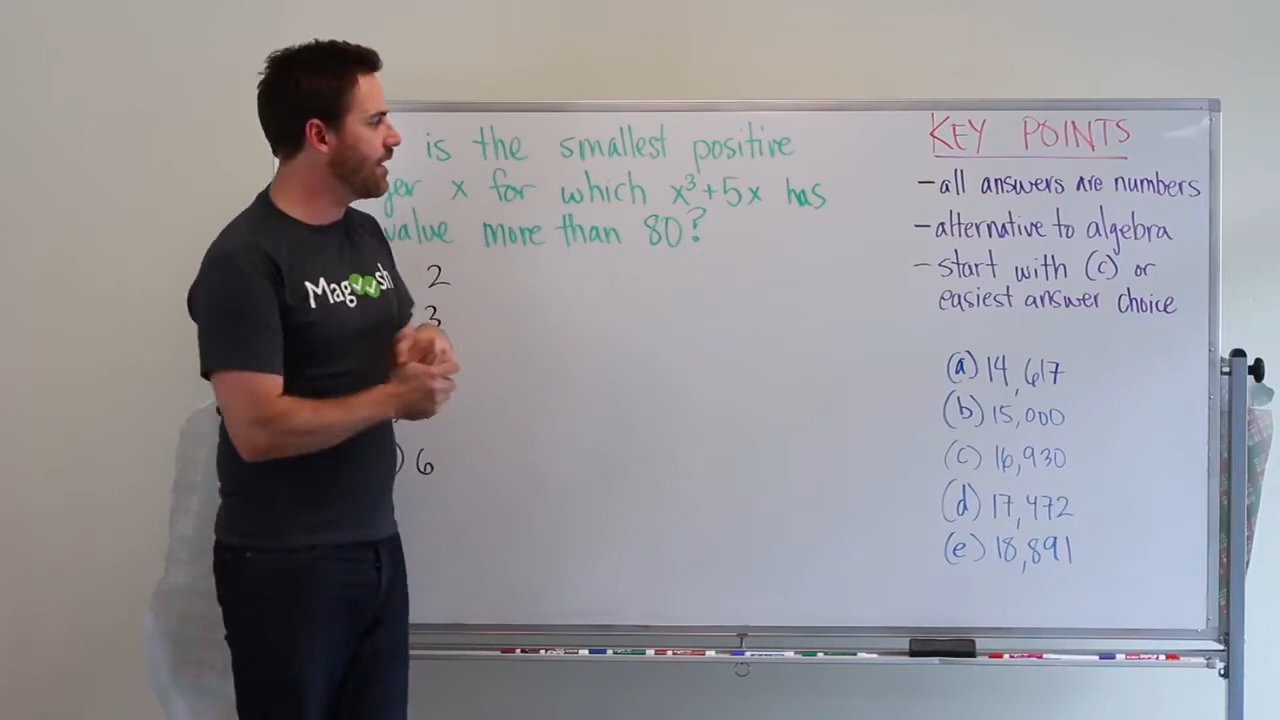 is the smallest positive
x for which x³+5x has
value more than 80?
2
3
) 6
Magoosh
KEY POINTS
- all answers are numbers
- alternative to algebra
- start with (c) or
easiest answer choice
(a) 14,617
(b) 15,000
(c) 16,930
(d) 17,472
(e) 18,891